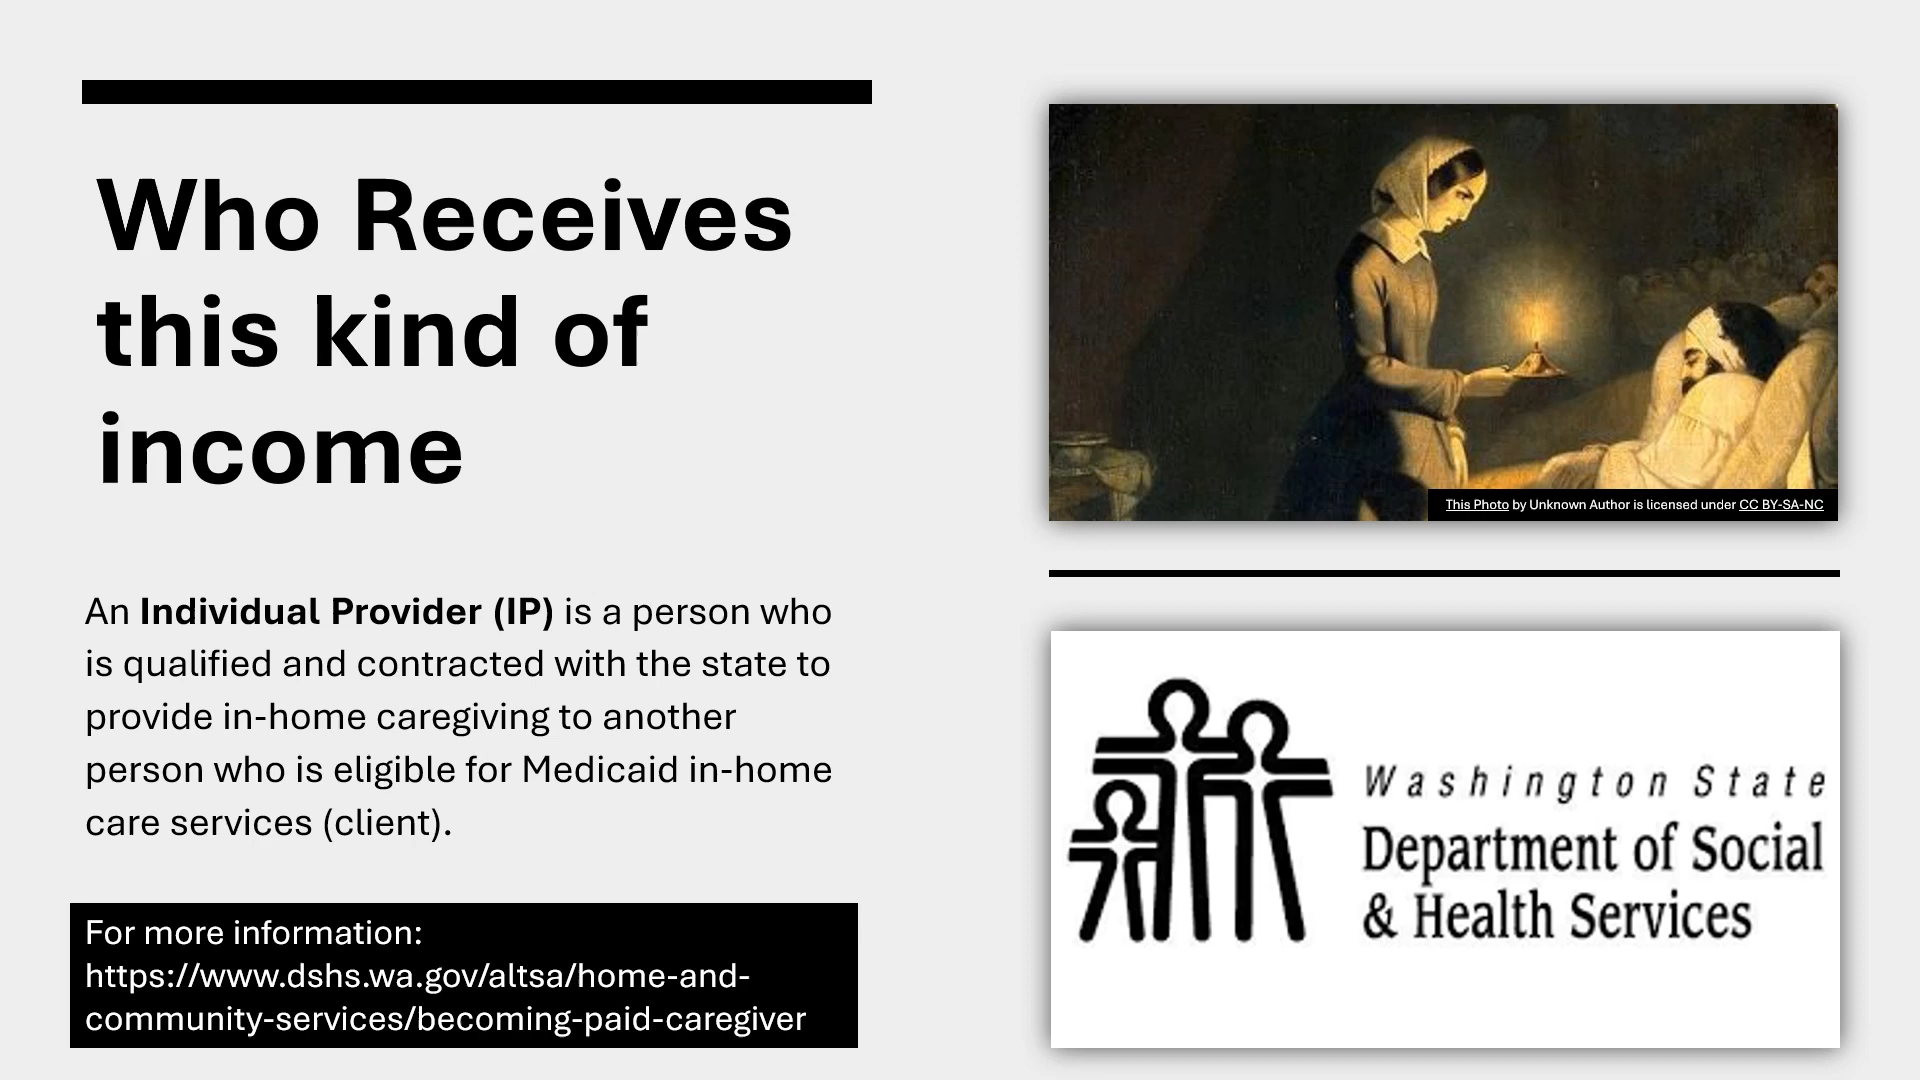 Who Receives
this kind of
income
An Individual Provider (IP) is a person who
is qualified and contracted with the state to
provide in-home caregiving to another
person who is eligible for Medicaid in-home
care services (client).
For more information:
https://www.dshs.wa.gov/altsa/home-and-
community-services/becoming-paid-caregiver
This Photo by Unknown Author is licensed under CC BY-SA-NC
Washington State
Department of Social
& Health Services